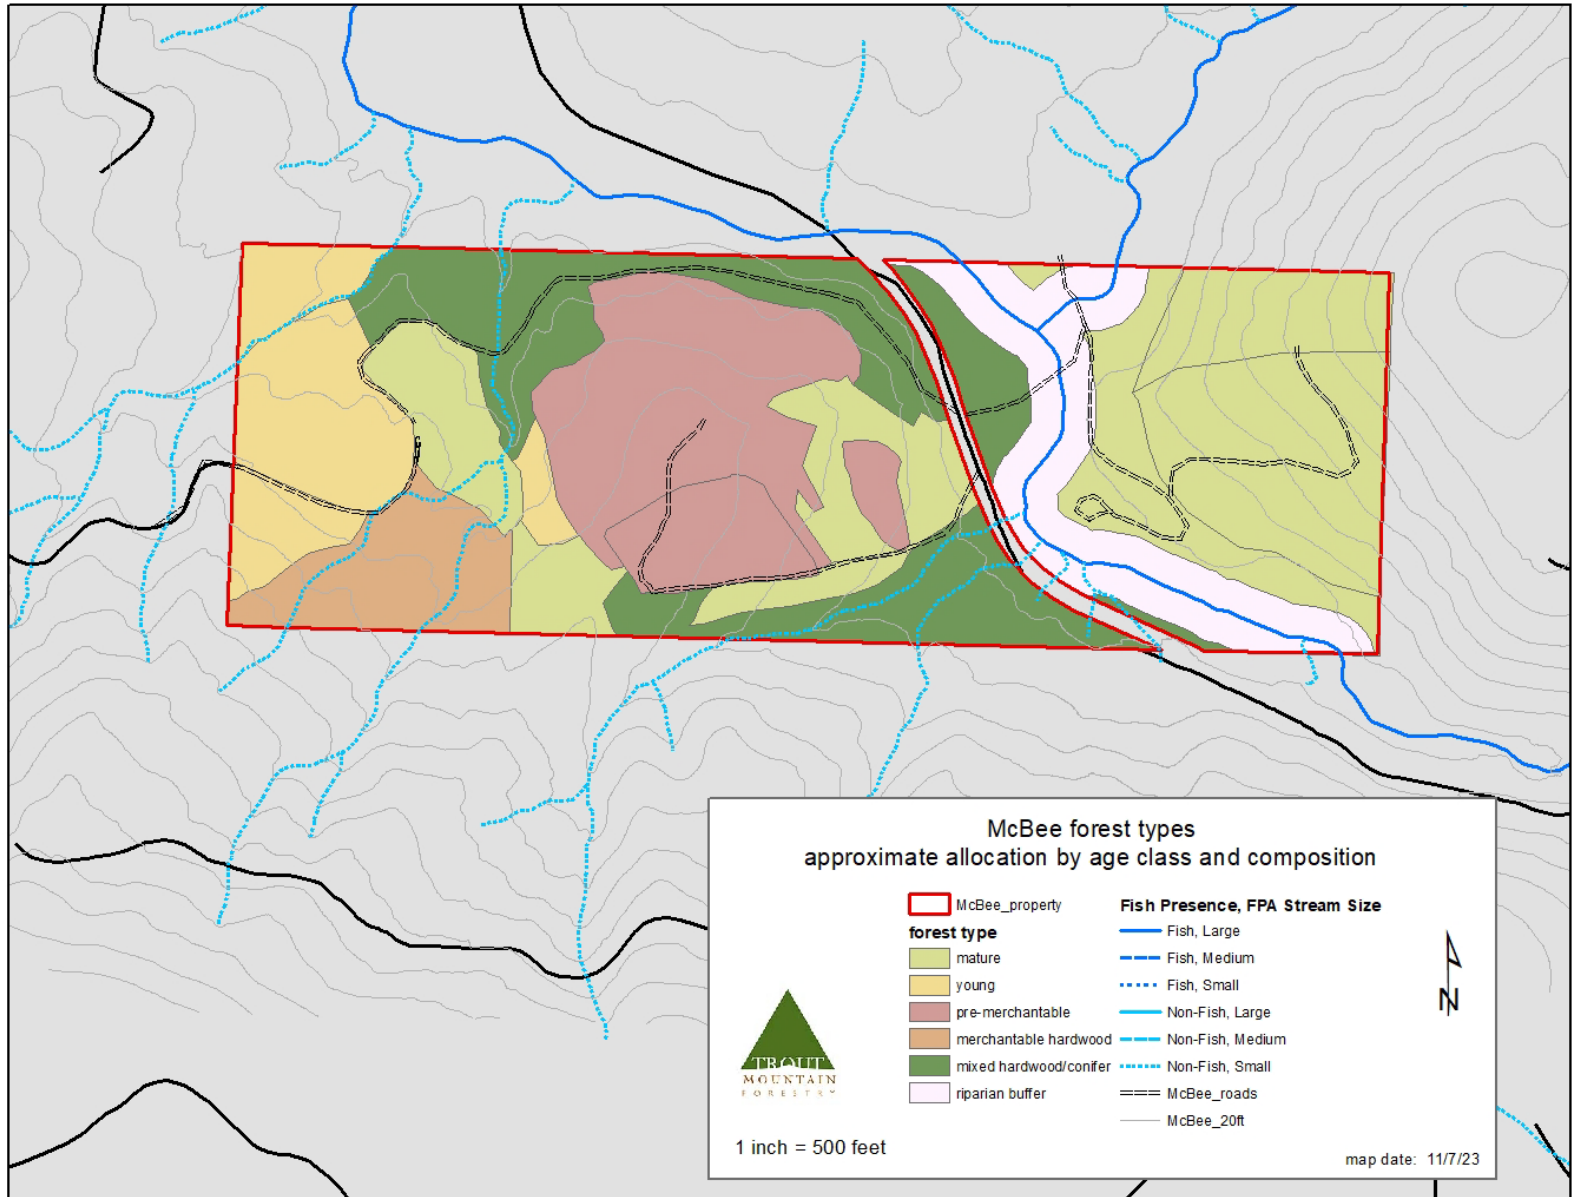 McBee forest types
approximate allocation by age class and composition
McBee_property
forest type
mature
young
pre-merchantable
merchantable hardwood
mixed hardwood/conifer
riparian buffer
Fish Presence, FPA Stream Size
Fish, Large
Fish, Medium
Fish, Small
Non-Fish, Large
Non-Fish, Medium
Non-Fish, Small
McBee_roads
McBee_20ft
N
TROUT
MOUNTAIN
FORESTRY
1 inch = 500 feet
map date: 11/7/23